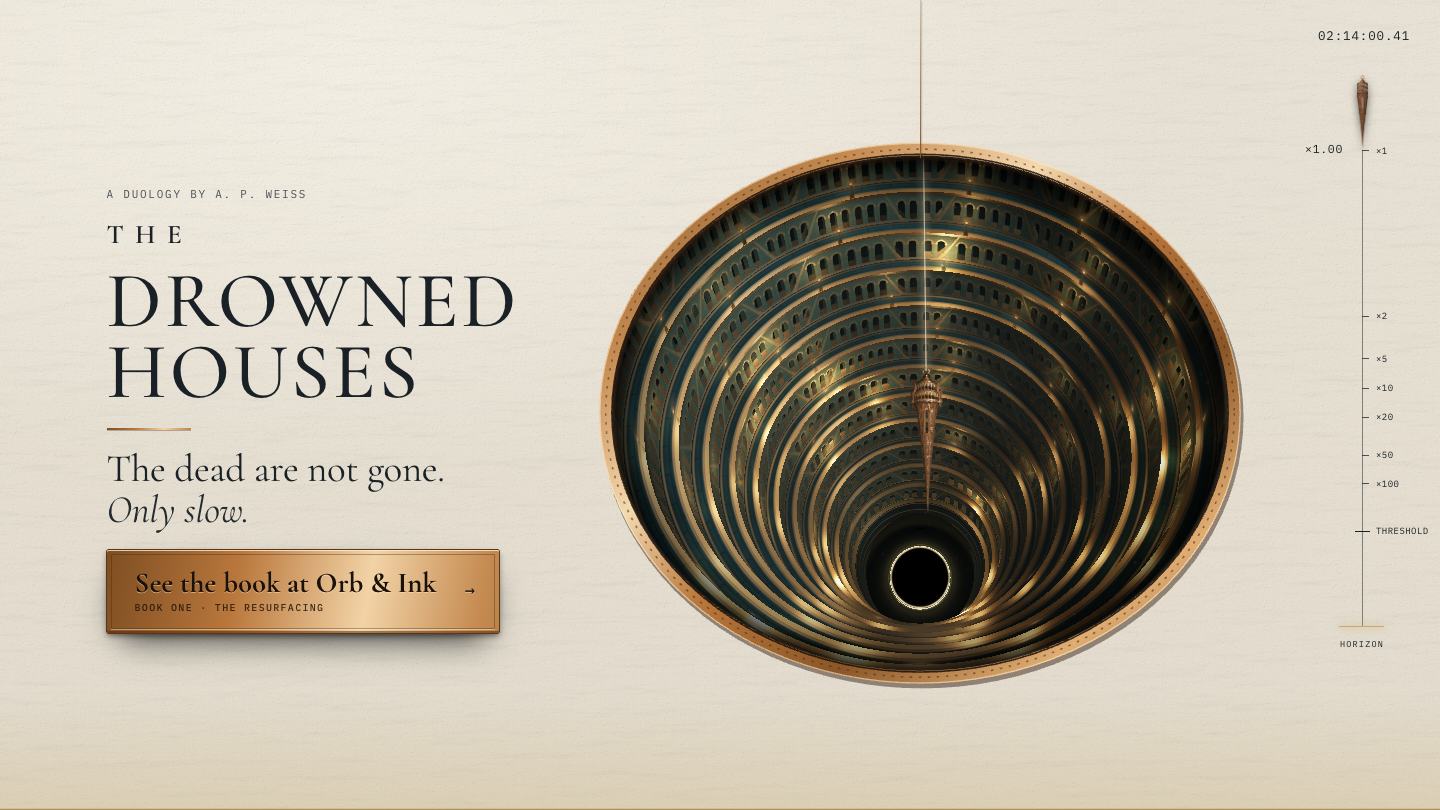 02:14:00.41
×1.00
×1
×2
×5
×10
×20
×50
×100
THRESHOLD
HORIZON
A DUOLOGY BY A. P. WEISS
THE
DROWNED
HOUSES
The dead are not gone.
Only slow.
See the book at Orb & Ink →
BOOK ONE · THE RESURFACING